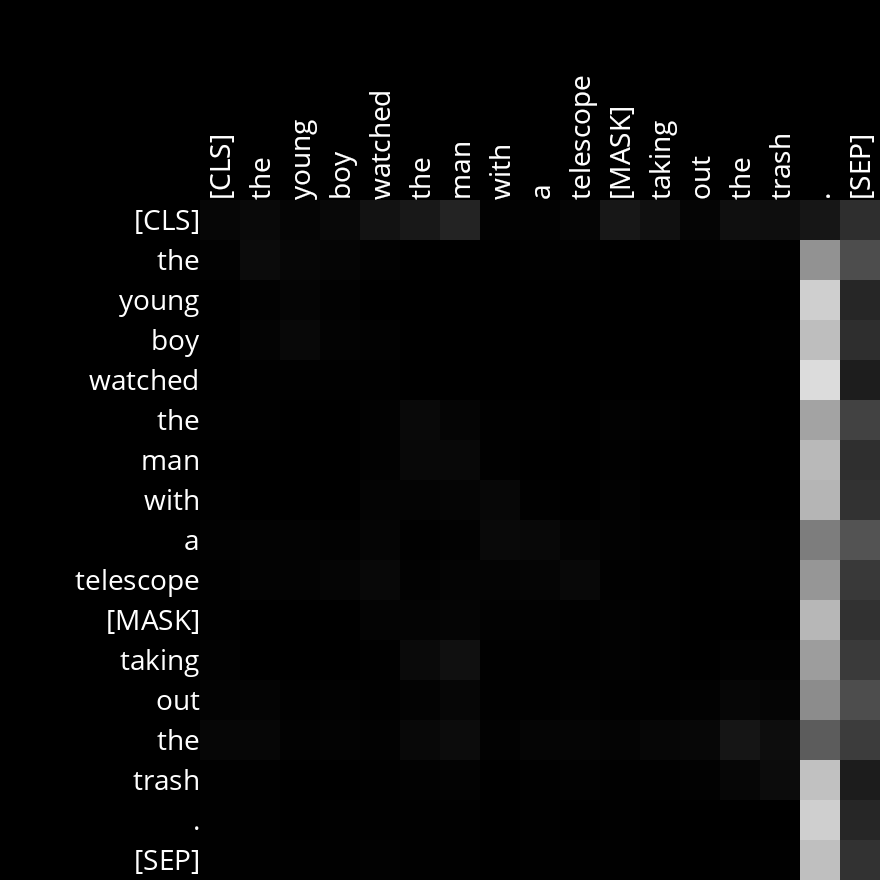 [CLS] the young boy watched the man with a telescope [MASK] taking out the trash . [SEP]
[CLS]
the
young
boy
watched
the
man
with
a
telescope
[MASK]
taking
out
the
trash
.
[SEP]